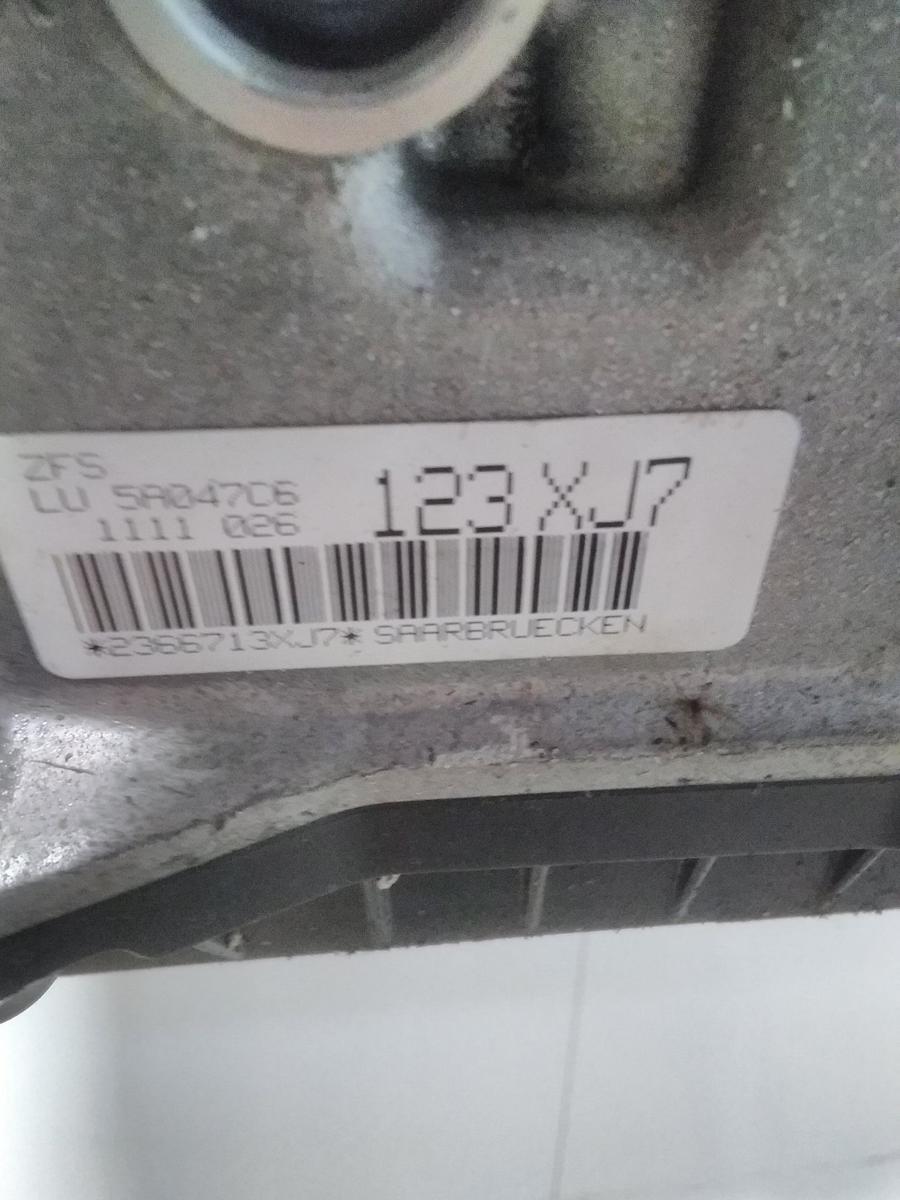 ZFS
LU 5A047C6
1111 026
123 XJ7
*2366713XJ7* SAARBRUECKEN